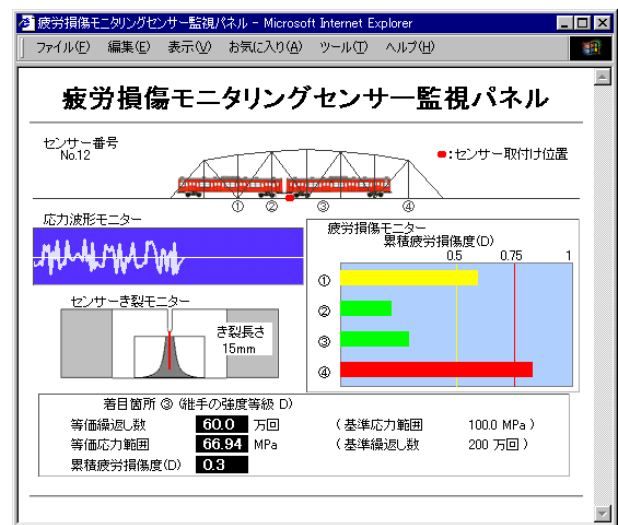 疲労損傷モニタリングセンサー監視パネル - Microsoft Internet Explorer
ファイル(F) 編集(E) 表示(V) お気に入り(A) ツール(T) ヘルプ(H)
疲労損傷モニタリングセンサー監視パネル
センサー番号
No.12
●:センサー取付け位置
① ② ③ ④
応力波形モニター
疲労損傷モニター
累積疲労損傷度(D)
0.5 0.75 1
①
②
③
④
センサーき裂モニター
き裂長さ
15mm
着目箇所 ③ (継手の強度等級 D)
等価繰返し数 60.0 万回 ( 基準応力範囲 100.0 MPa )
等価応力範囲 66.94 MPa ( 基準繰返し数 200 万回 )
累積疲労損傷度(D) 0.3